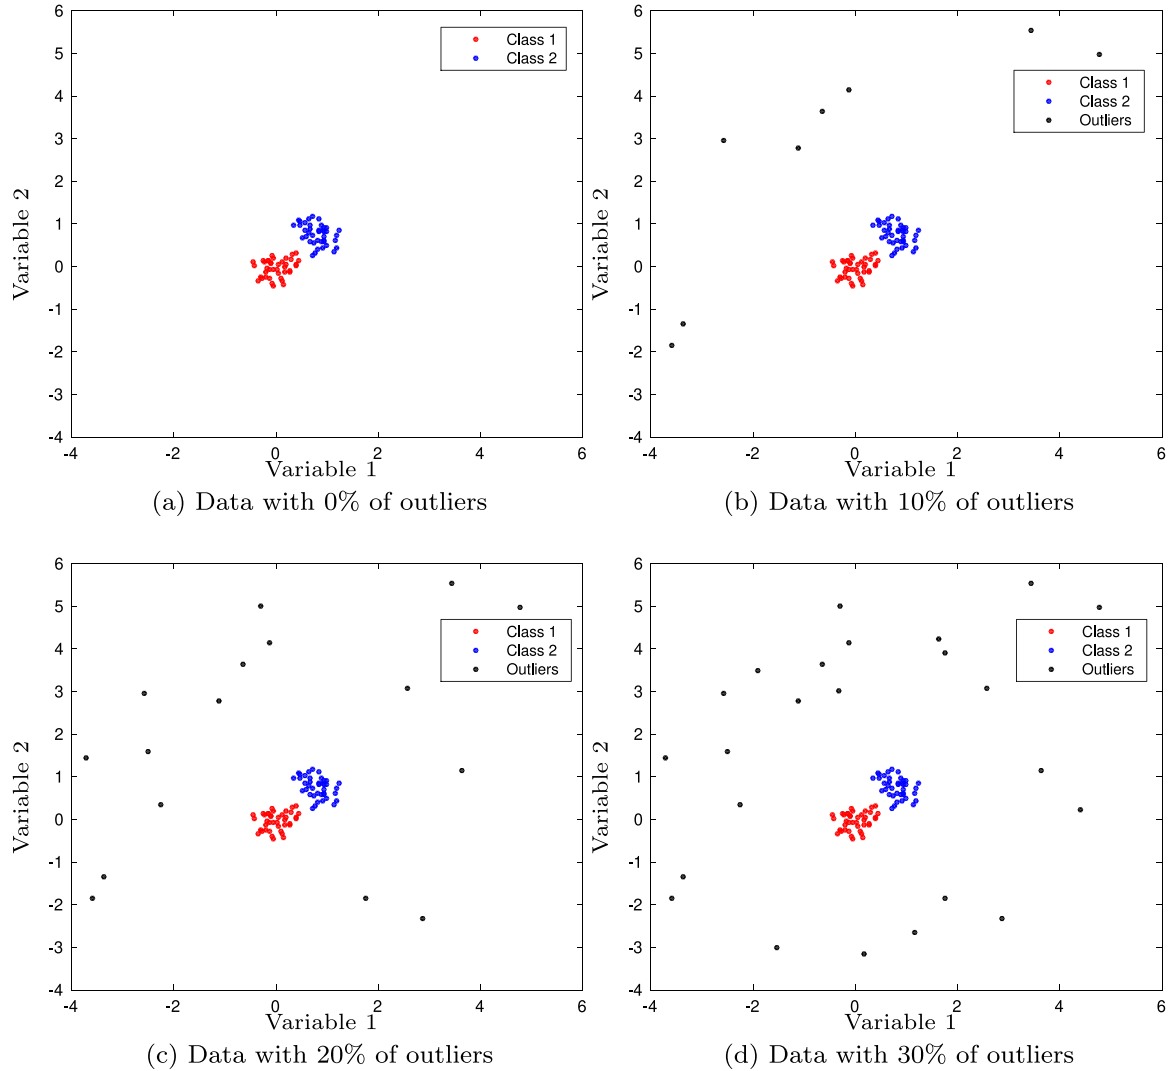 6
5
4
3
2
1
0
-1
-2
-3
-4
Variable 2
Class 1
Class 2
-4 -2 0 2 4 6
Variable 1
(a) Data with 0% of outliers
6
5
4
3
2
1
0
-1
-2
-3
-4
Variable 2
Class 1
Class 2
Outliers
-4 -2 0 2 4 6
Variable 1
(b) Data with 10% of outliers
6
5
4
3
2
1
0
-1
-2
-3
-4
Variable 2
Class 1
Class 2
Outliers
-4 -2 0 2 4 6
Variable 1
(c) Data with 20% of outliers
6
5
4
3
2
1
0
-1
-2
-3
-4
Variable 2
Class 1
Class 2
Outliers
-4 -2 0 2 4 6
Variable 1
(d) Data with 30% of outliers